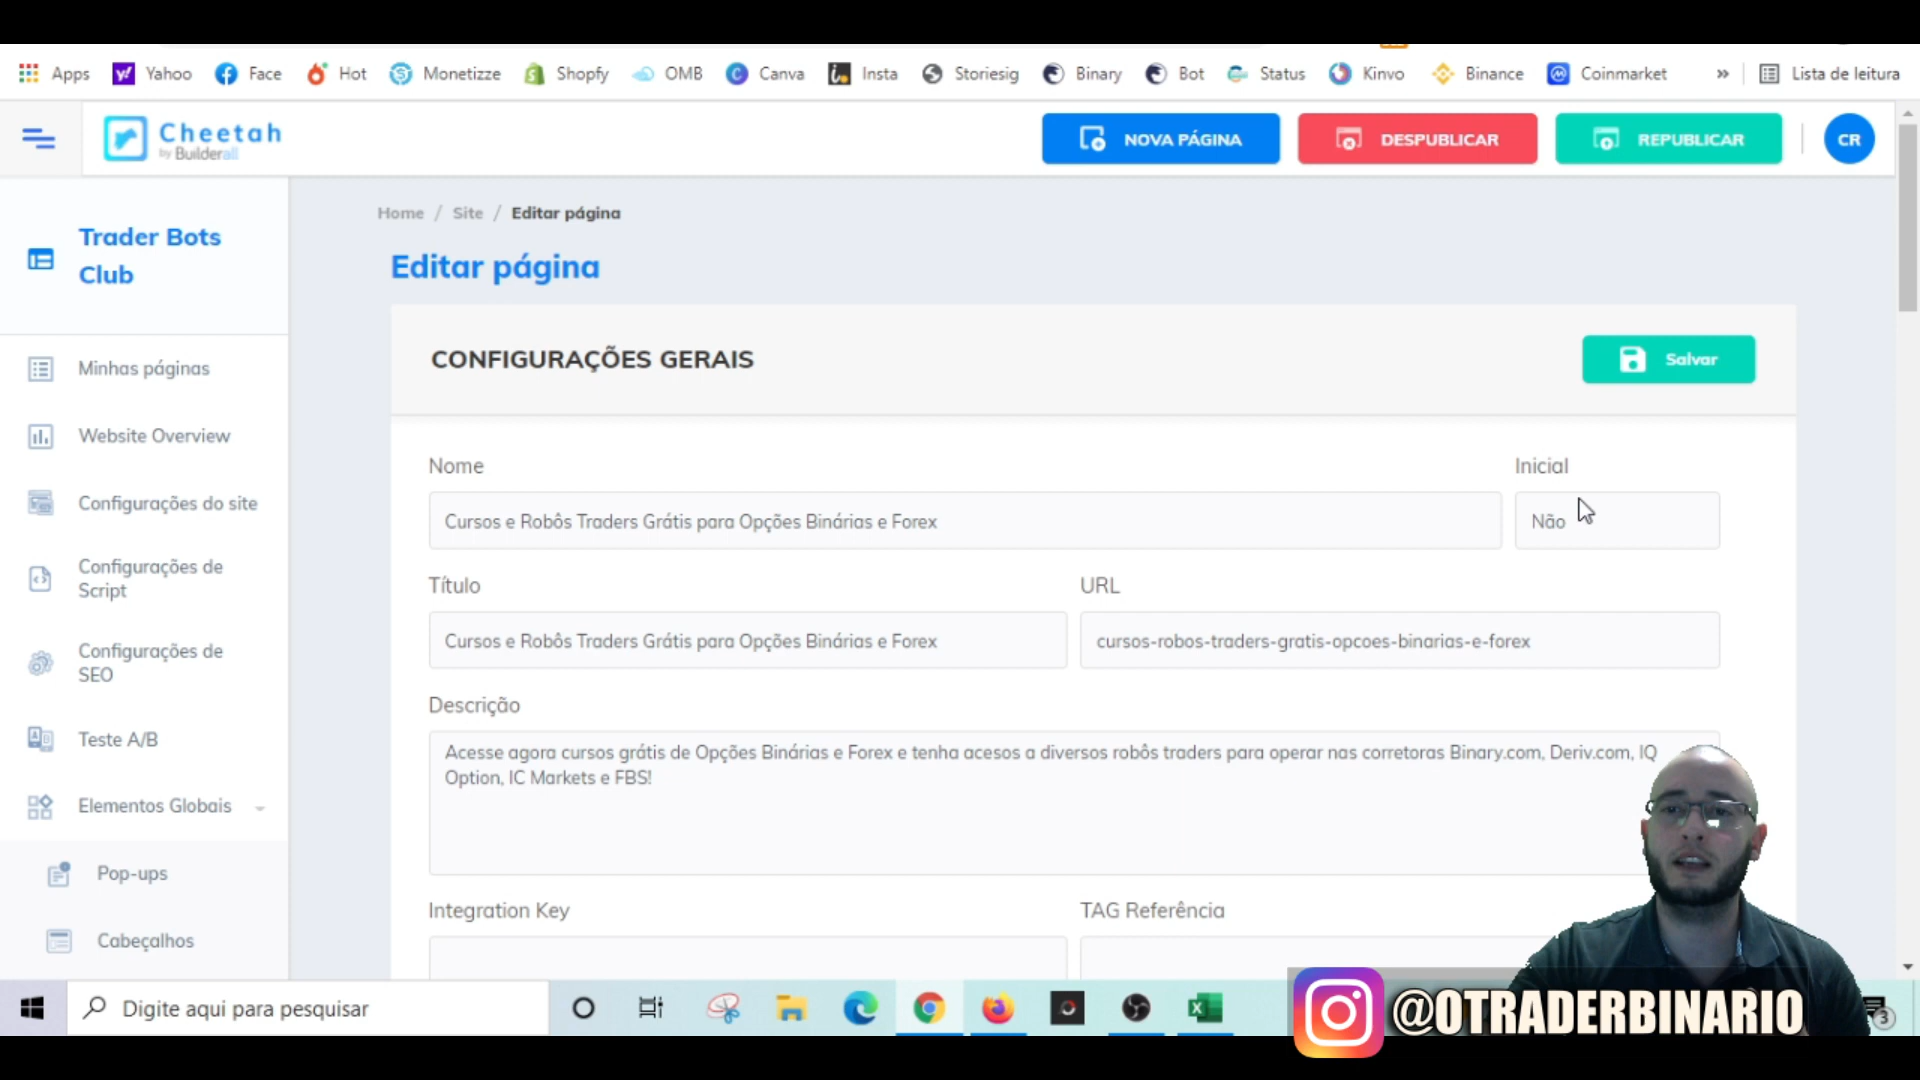 Apps
Yahoo
Face
Hot
Monetizze
Shopfy
OMB
Canva
Insta
Storiesig
Binary
Bot
Status
Kinvo
Binance
Coinmarket
»
Lista de leitura
Cheetah
by Builderall
NOVA PÁGINA
DESPUBLICAR
REPUBLICAR
CR
Trader Bots
Club
Minhas páginas
Website Overview
Configurações do site
Configurações de
Script
Configurações de
SEO
Teste A/B
Elementos Globais
Pop-ups
Cabeçalhos
Home / Site / Editar página
Editar página
CONFIGURAÇÕES GERAIS
Salvar
Nome
Inicial
Cursos e Robôs Traders Grátis para Opções Binárias e Forex
Não
Título
URL
Cursos e Robôs Traders Grátis para Opções Binárias e Forex
cursos-robos-traders-gratis-opcoes-binarias-e-forex
Descrição
Acesse agora cursos grátis de Opções Binárias e Forex e tenha acesos a diversos robôs traders para operar nas corretoras Binary.com, Deriv.com, IQ
Option, IC Markets e FBS!
Integration Key
TAG Referência
Digite aqui para pesquisar
@OTRADERBINARIO
3